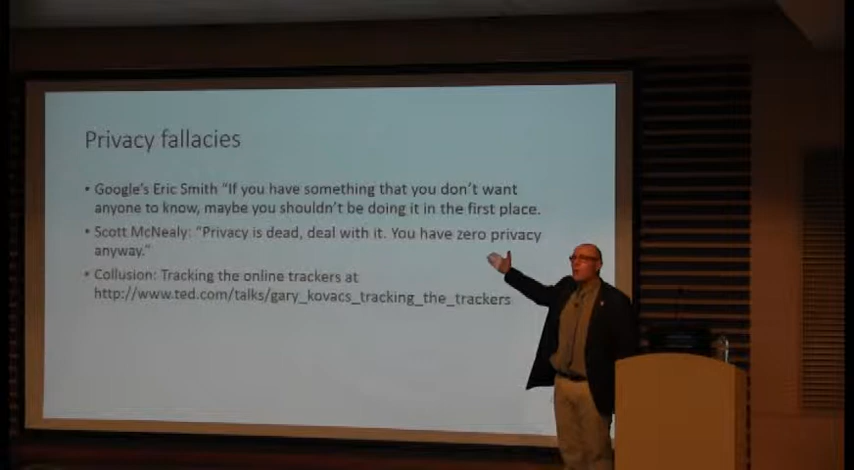 Privacy fallacies
• Google's Eric Smith "If you have something that you don't want
anyone to know, maybe you shouldn't be doing it in the first place.
• Scott McNealy: "Privacy is dead, deal with it. You have zero privacy
anyway."
• Collusion: Tracking the online trackers at
http://www.ted.com/talks/gary_kovacs_tracking_the_trackers